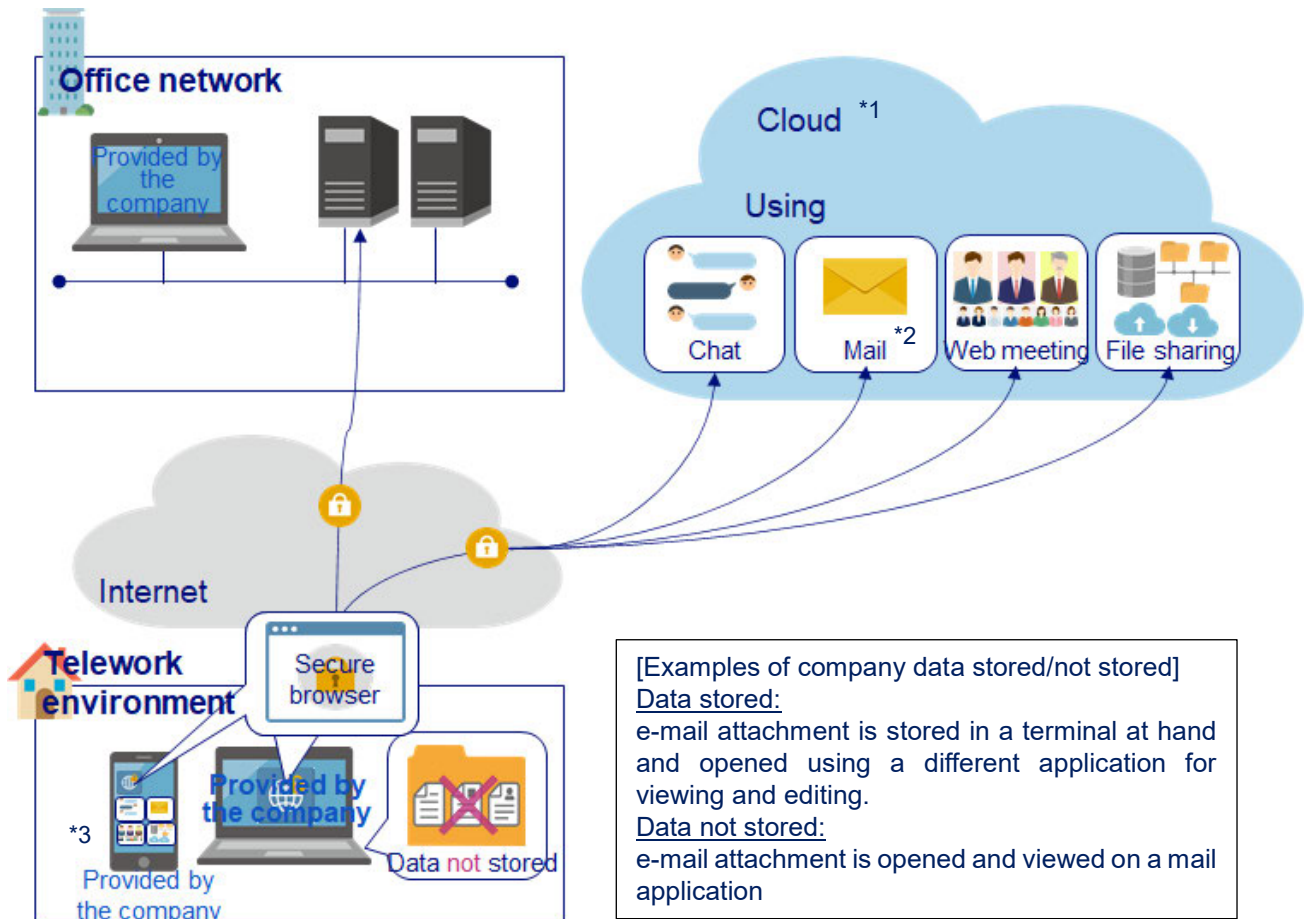 Office network
Provided by
the
company
Cloud *1
Using
Chat
Mail *2
Web meeting
File sharing
Internet
Telework
environment
Secure
browser
*3
Provided by
the company
Provided by
the company
Data not stored
[Examples of company data stored/not stored]
Data stored:
e-mail attachment is stored in a terminal at hand
and opened using a different application for
viewing and editing.
Data not stored:
e-mail attachment is opened and viewed on a mail
application